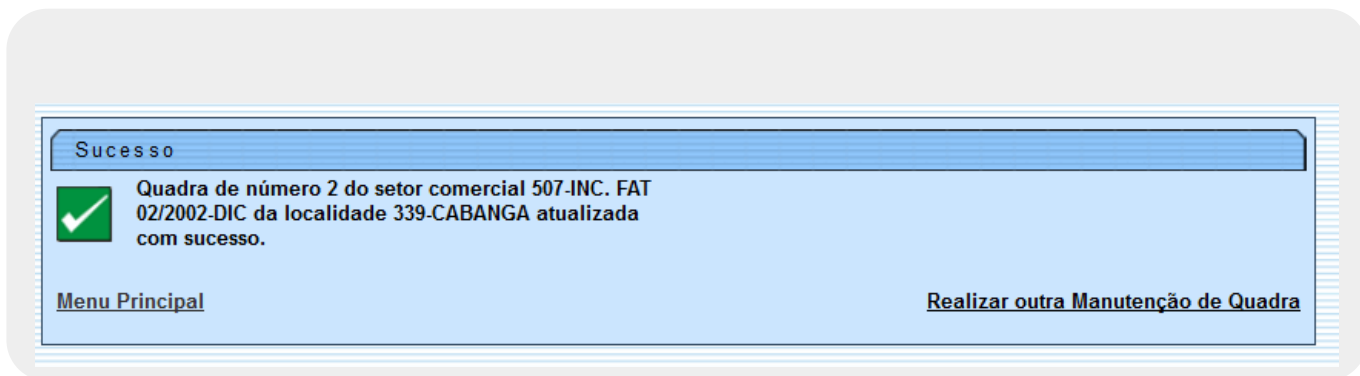 Sucesso
Quadra de número 2 do setor comercial 507-INC. FAT
02/2002-DIC da localidade 339-CABANGA atualizada
com sucesso.
Menu Principal
Realizar outra Manutenção de Quadra